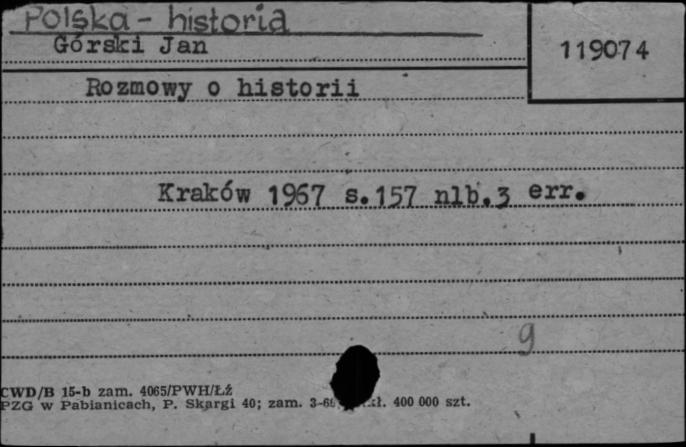 Polska - historia
Górski Jan
119074
Rozmowy o historii
Kraków 1967 s.157 nlb.3 err.
9
CWD/B 15-b zam. 4065/PWH/Łż
PZG w Pabianicach, P. Skargi 40; zam. 400 000 szt.